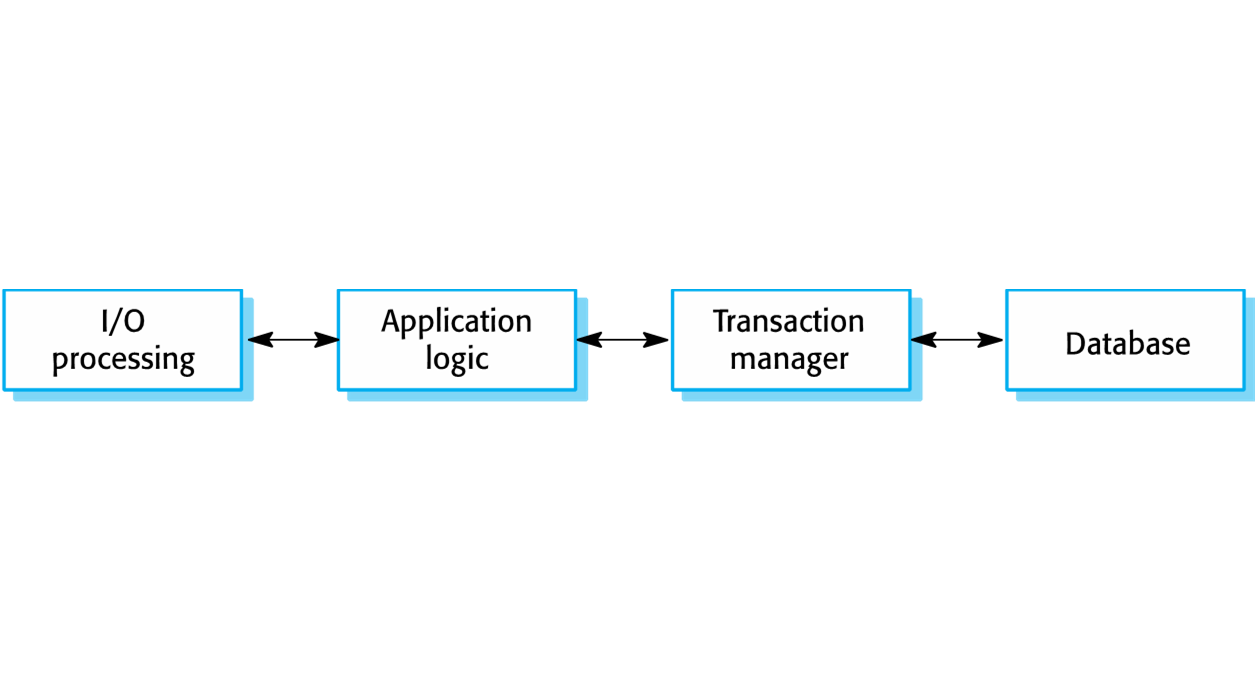 I/O
processing
Application
logic
Transaction
manager
Database